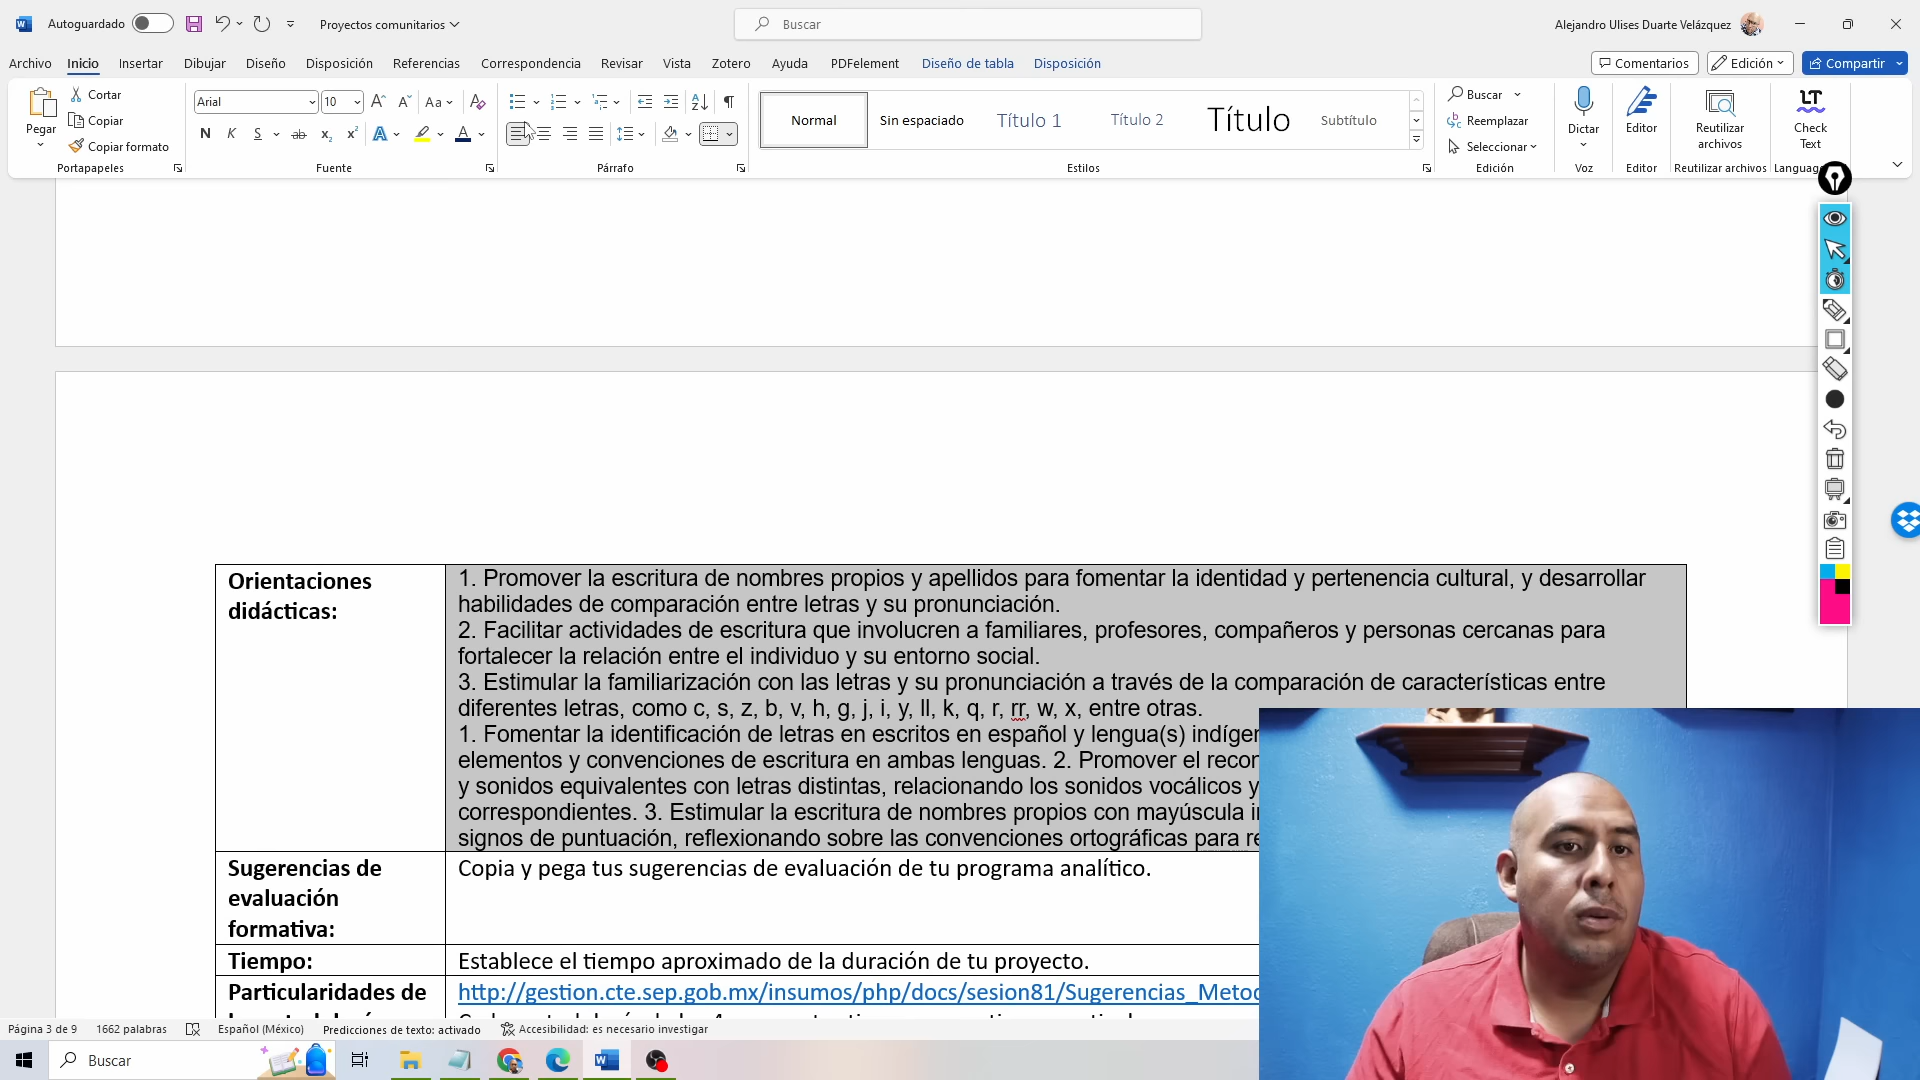 Autoguardado
Proyectos comunitarios
Buscar
Alejandro Ulises Duarte Velázquez
Archivo Inicio Insertar Dibujar Diseño Disposición Referencias Correspondencia Revisar Vista Zotero Ayuda PDFelement Diseño de tabla Disposición
Comentarios Edición Compartir
Pegar
Cortar
Copiar
Copiar formato
Portapapeles
Arial 10
Fuente
Párrafo
Normal Sin espaciado Título 1 Título 2 Título Subtítulo
Estilos
Buscar
Reemplazar
Seleccionar
Edición
Dictar
Voz
Editor
Editor
Reutilizar archivos
Reutilizar archivos
LT
Check Text
Languag
Orientaciones
didácticas:
1. Promover la escritura de nombres propios y apellidos para fomentar la identidad y pertenencia cultural, y desarrollar
habilidades de comparación entre letras y su pronunciación.
2. Facilitar actividades de escritura que involucren a familiares, profesores, compañeros y personas cercanas para
fortalecer la relación entre el individuo y su entorno social.
3. Estimular la familiarización con las letras y su pronunciación a través de la comparación de características entre
diferentes letras, como c, s, z, b, v, h, g, j, i, y, ll, k, q, r, rr, w, x, entre otras.
1. Fomentar la identificación de letras en escritos en español y lengua(s) indíger
elementos y convenciones de escritura en ambas lenguas. 2. Promover el recon
y sonidos equivalentes con letras distintas, relacionando los sonidos vocálicos y
correspondientes. 3. Estimular la escritura de nombres propios con mayúscula in
signos de puntuación, reflexionando sobre las convenciones ortográficas para re
Sugerencias de
evaluación
formativa:
Copia y pega tus sugerencias de evaluación de tu programa analítico.
Tiempo:
Establece el tiempo aproximado de la duración de tu proyecto.
Particularidades de
http://gestion.cte.sep.gob.mx/insumos/php/docs/sesion81/Sugerencias_Metoc
Página 3 de 9 1662 palabras Español (México) Predicciones de texto: activado Accesibilidad: es necesario investigar
Buscar